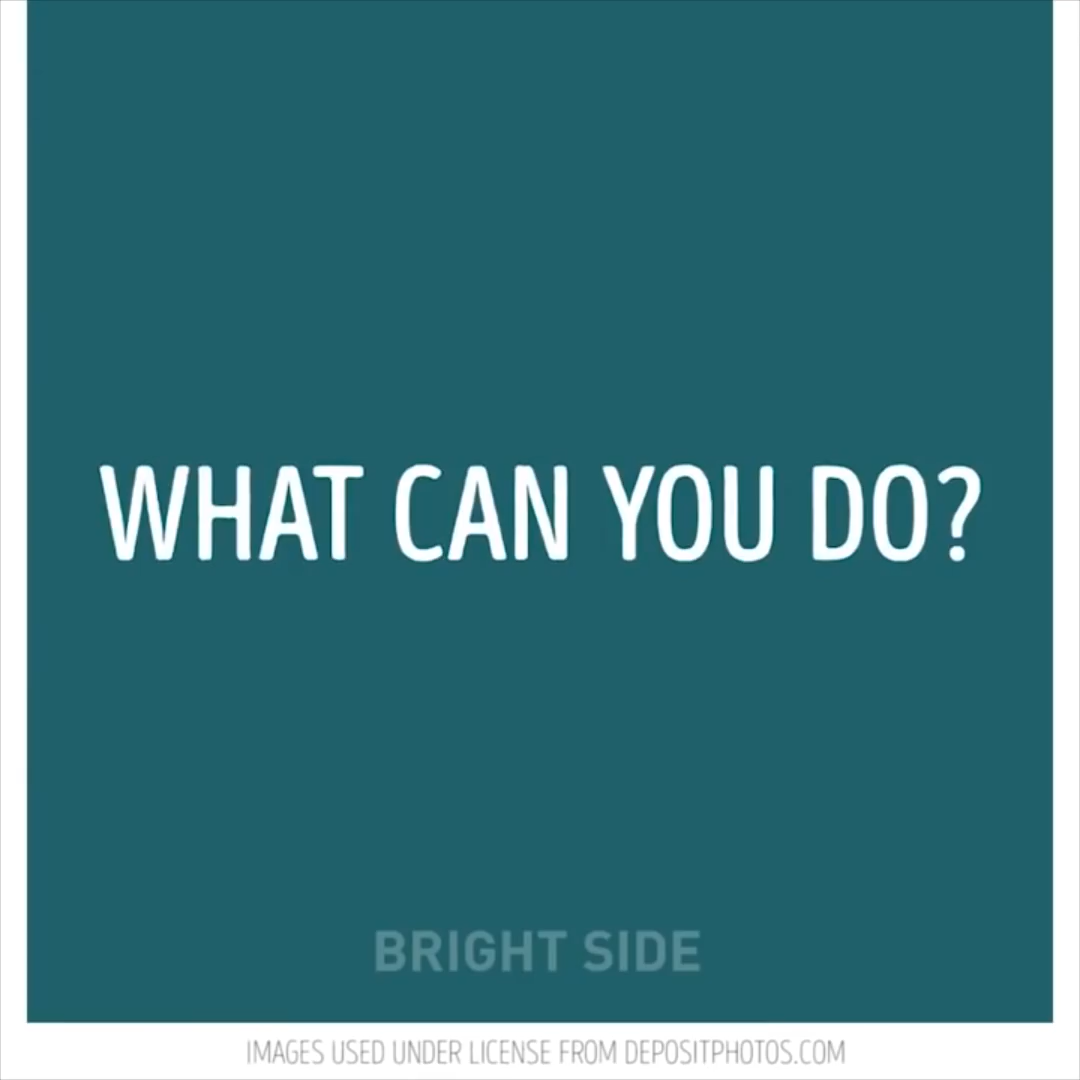 WHAT CAN YOU DO?
BRIGHT SIDE
IMAGES USED UNDER LICENSE FROM DEPOSITPHOTOS.COM